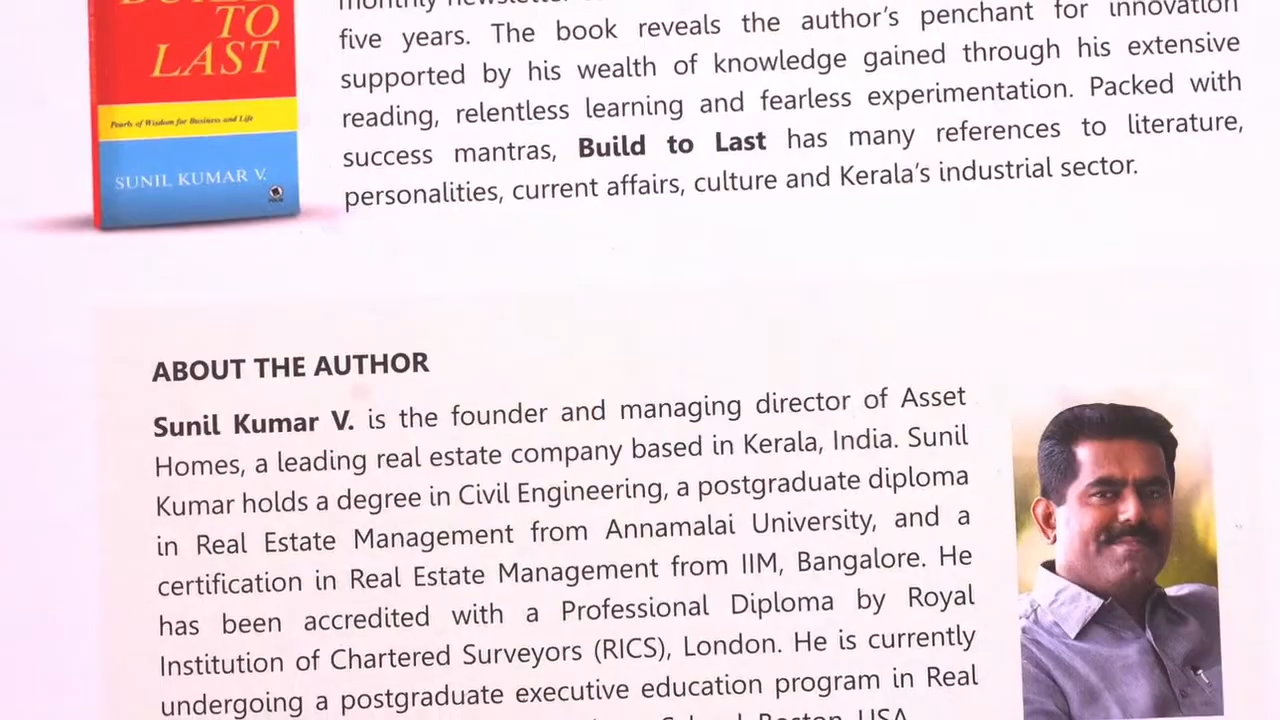 TO
LAST
Pearls of Wisdom for Business and Life
SUNIL KUMAR V.
monthly newsletter
five years. The book reveals the author's penchant for innovation
supported by his wealth of knowledge gained through his extensive
reading, relentless learning and fearless experimentation. Packed with
success mantras, Build to Last has many references to literature,
personalities, current affairs, culture and Kerala's industrial sector.
ABOUT THE AUTHOR
Sunil Kumar V. is the founder and managing director of Asset
Homes, a leading real estate company based in Kerala, India. Sunil
Kumar holds a degree in Civil Engineering, a postgraduate diploma
in Real Estate Management from Annamalai University, and a
certification in Real Estate Management from IIM, Bangalore. He
has been accredited with a Professional Diploma by Royal
Institution of Chartered Surveyors (RICS), London. He is currently
undergoing a postgraduate executive education program in Real
Boston, USA